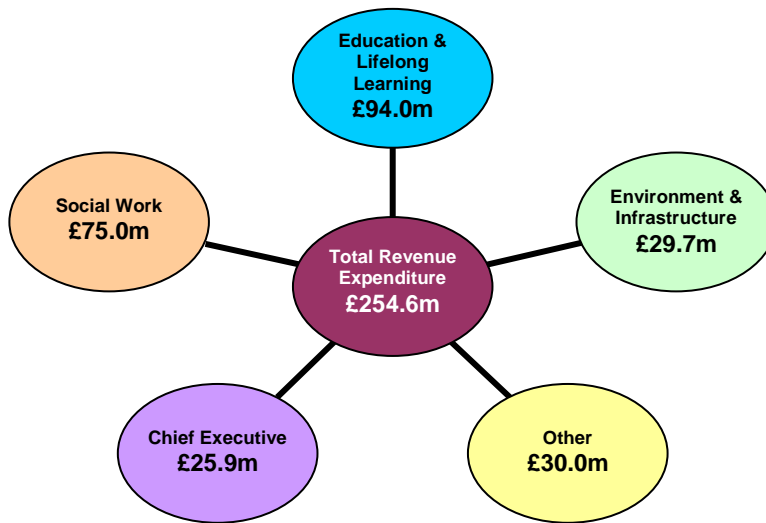 Education &
Lifelong
Learning
£94.0m
Social Work
£75.0m
Environment &
Infrastructure
£29.7m
Total Revenue
Expenditure
£254.6m
Chief Executive
£25.9m
Other
£30.0m